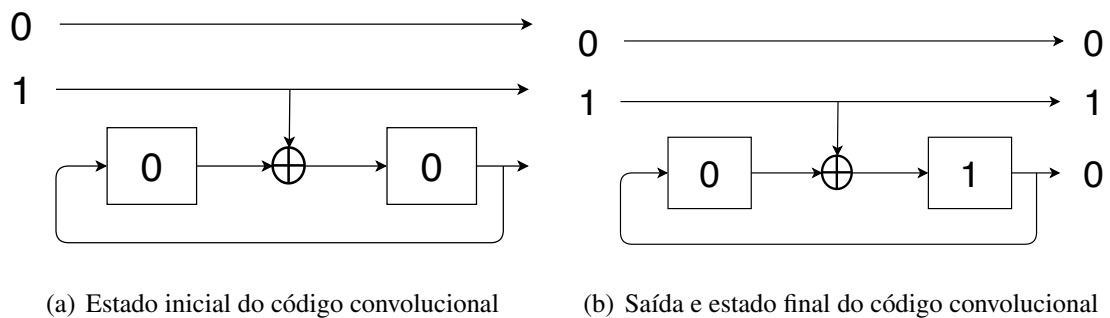 0
1
0 0
(a) Estado inicial do código convolucional
0 0
1 1
0 1 0
(b) Saída e estado final do código convolucional